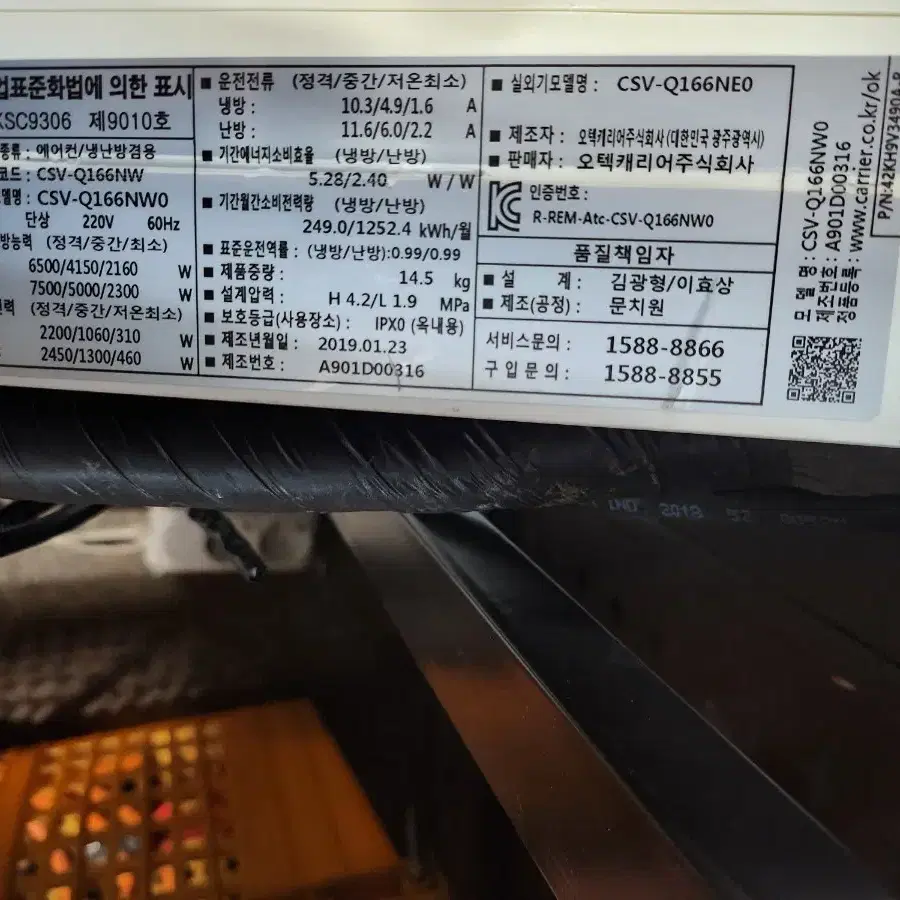 업표준화법에 의한 표시
KSC9306 제9010호
종류 : 에어컨/냉난방겸용
코드 : CSV-Q166NW
델명 : CSV-Q166NW0
단상 220V 60Hz
방능력 (정격/중간/최소)
6500/4150/2160 W
7500/5000/2300 W
력 (정격/중간/저온최소)
2200/1060/310 W
2450/1300/460 W
■ 운전전류 (정격/중간/저온최소)
냉방 : 10.3/4.9/1.6 A
난방 : 11.6/6.0/2.2 A
■ 기간에너지소비효율 (냉방/난방)
5.28/2.40 W/W
■ 기간월간소비전력량 (냉방/난방)
249.0/1252.4 kWh/월
■ 표준운전역률 : (냉방/난방):0.99/0.99
■ 제품중량 : 14.5 kg
■ 설계압력 : H 4.2/L 1.9 MPa
■ 보호등급(사용장소) : IPX0 (옥내용)
■ 제조년월일 : 2019.01.23
■ 제조번호 : A901D00316
■ 실외기모델명 : CSV-Q166NE0
■ 제조자 : 오텍캐리어주식회사 (대한민국 광주광역시)
■ 판매자 : 오텍캐리어주식회사
인증번호 :
R-REM-Atc-CSV-Q166NW0
품질책임자
■ 설 계 : 김광형/이효상
■ 제조(공정) : 문치원
서비스문의 : 1588-8866
구입문의 : 1588-8855
모델명 : CSV-Q166NW0
제조번호 : A901D00316
정품등록 : www.carrier.co.kr/ok
P/N:42KH9V3490A-R
2018